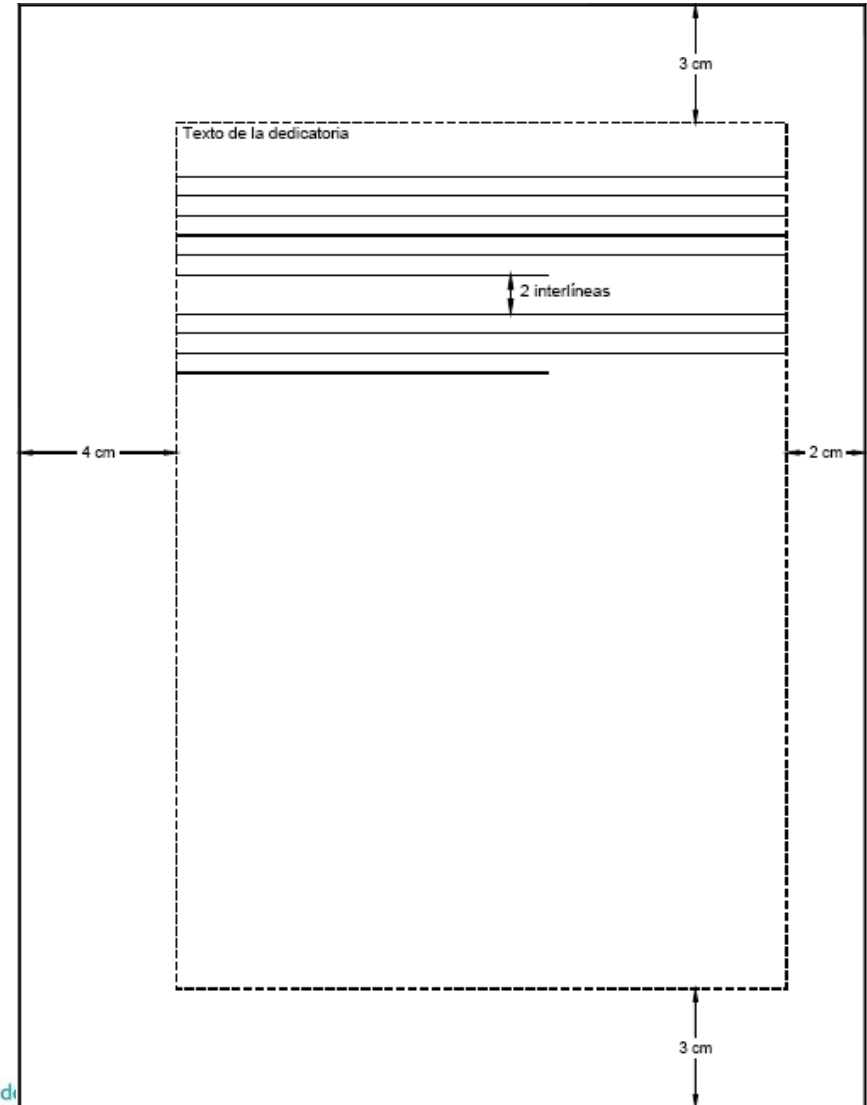 3 cm
Texto de la dedicatoria
2 interlíneas
4 cm
2 cm
3 cm